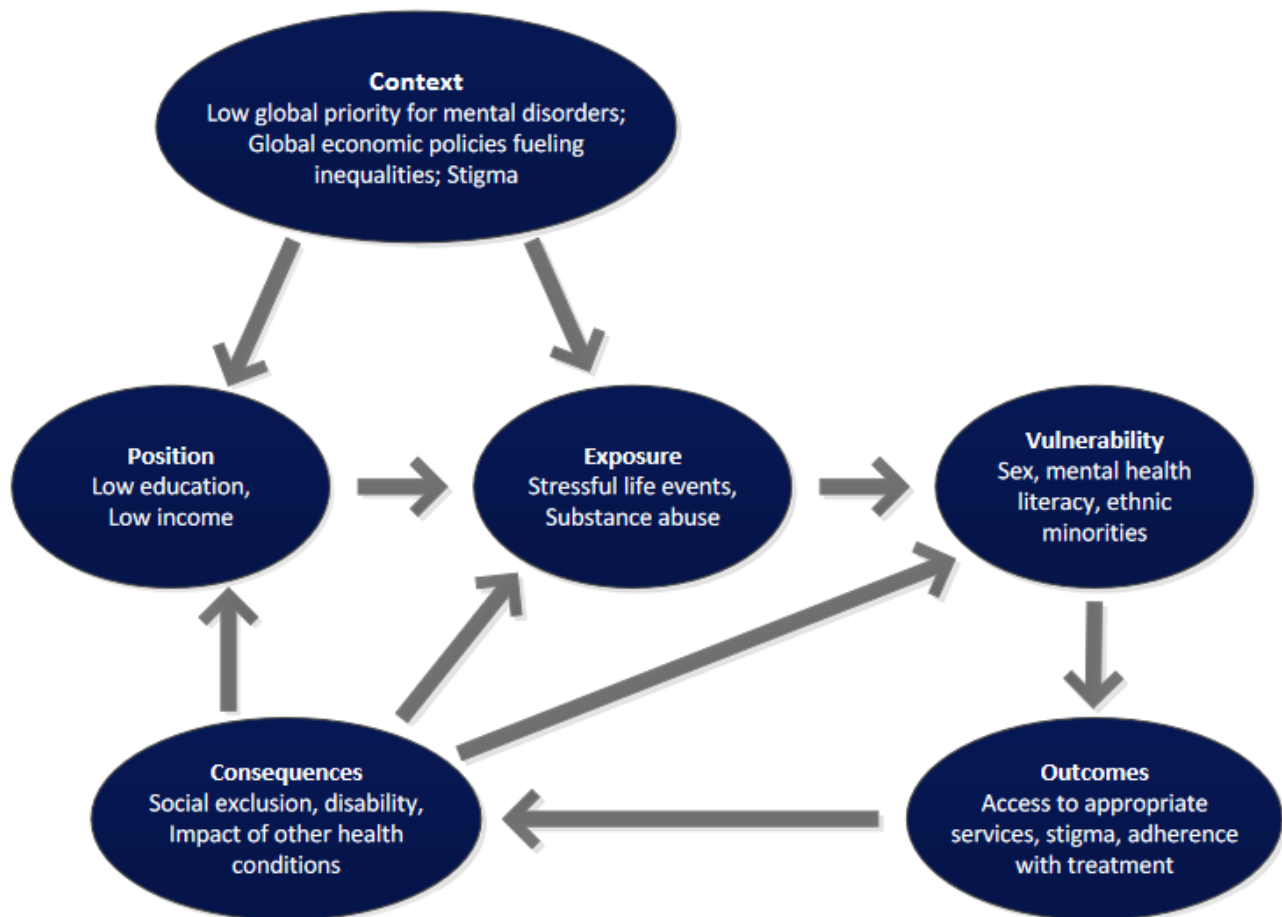 Context
Low global priority for mental disorders;
Global economic policies fueling
inequalities; Stigma
Position
Low education,
Low income
Exposure
Stressful life events,
Substance abuse
Vulnerability
Sex, mental health
literacy, ethnic
minorities
Consequences
Social exclusion, disability,
Impact of other health
conditions
Outcomes
Access to appropriate
services, stigma, adherence
with treatment